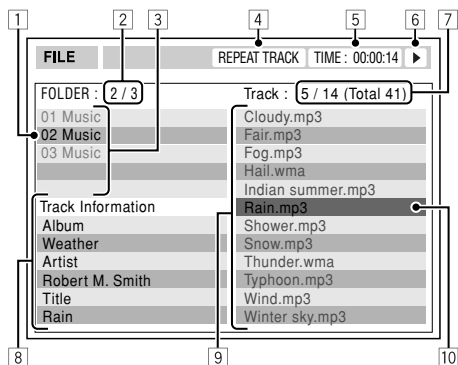 1 2 3 4 5 6 7
FILE REPEAT TRACK TIME : 00:00:14
FOLDER : 2 / 3 Track : 5 / 14 (Total 41)
01 Music
02 Music
03 Music
Track Information
Album
Weather
Artist
Robert M. Smith
Title
Rain
Cloudy.mp3
Fair.mp3
Fog.mp3
Hail.wma
Indian summer.mp3
Rain.mp3
Shower.mp3
Snow.mp3
Thunder.wma
Typhoon.mp3
Wind.mp3
Winter sky.mp3
8 9 10